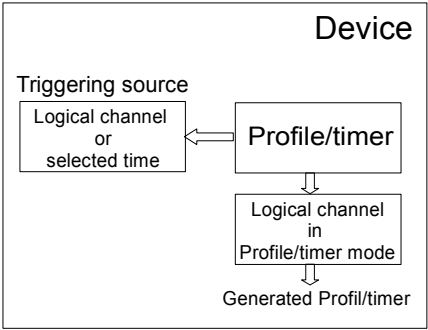 Device
Triggering source
Logical channel
or
selected time
Profile/timer
Logical channel
in
Profile/timer mode
Generated Profil/timer